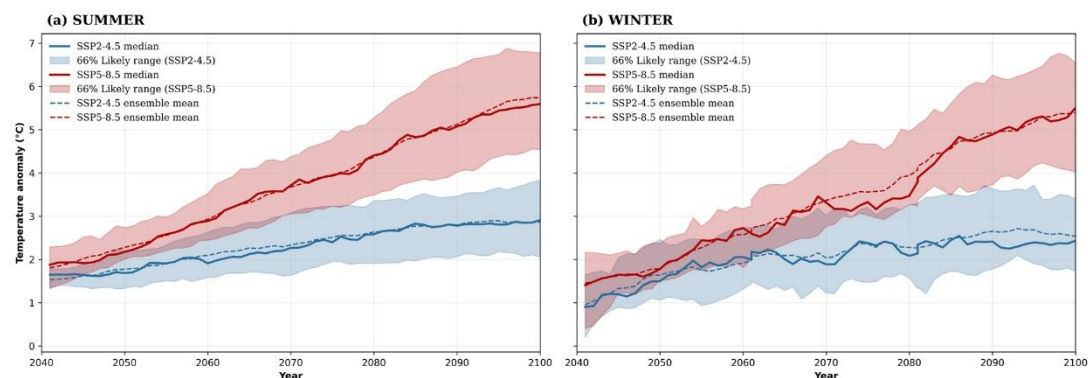 (a) SUMMER
7
6
5
4
3
2
1
0
Temperature anomaly (°C)
SSP2-4.5 median
66% Likely range (SSP2-4.5)
SSP5-8.5 median
66% Likely range (SSP5-8.5)
SSP2-4.5 ensemble mean
SSP5-8.5 ensemble mean
2040 2050 2060 2070 2080 2090 2100
Year
(b) WINTER
SSP2-4.5 median
66% Likely range (SSP2-4.5)
SSP5-8.5 median
66% Likely range (SSP5-8.5)
SSP2-4.5 ensemble mean
SSP5-8.5 ensemble mean
2040 2050 2060 2070 2080 2090 2100
Year